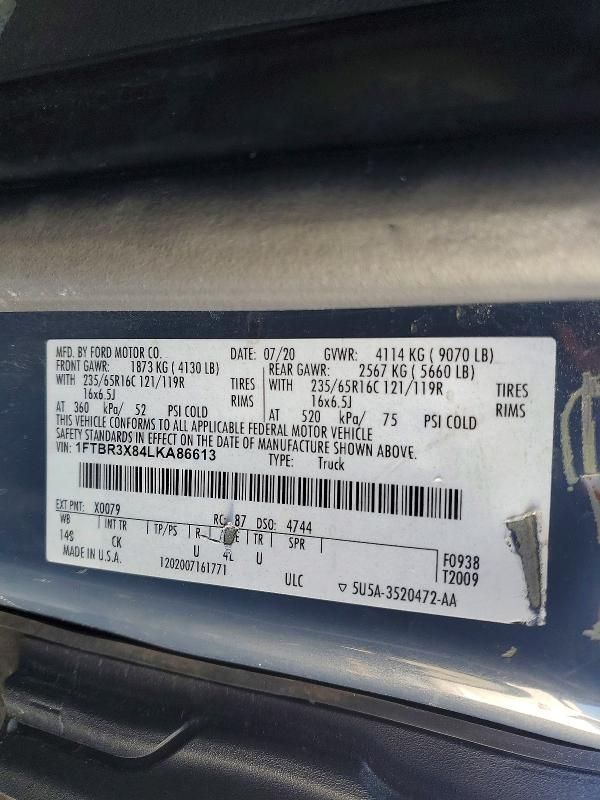 MFD. BY FORD MOTOR CO. DATE: 07/20 GVWR: 4114 KG ( 9070 LB)
FRONT GAWR: 1873 KG ( 4130 LB) REAR GAWR: 2567 KG ( 5660 LB)
WITH 235/65R16C 121/119R TIRES WITH 235/65R16C 121/119R TIRES
16x6.5J RIMS 16x6.5J RIMS
AT 360 kPa/ 52 PSI COLD AT 520 kPa/ 75 PSI COLD
THIS VEHICLE CONFORMS TO ALL APPLICABLE FEDERAL MOTOR VEHICLE
SAFETY STANDARDS IN EFFECT ON THE DATE OF MANUFACTURE SHOWN ABOVE.
VIN: 1FTBR3X84LKA86613 TYPE: Truck
EXT PNT: X0079 RC: 87 DSO: 4744
WB INT TR TP/PS R E TR SPR
14S CK U 4L U
F0938
T2009
MADE IN U.S.A. 1202007161771 ULC ▽ 5U5A-3520472-AA